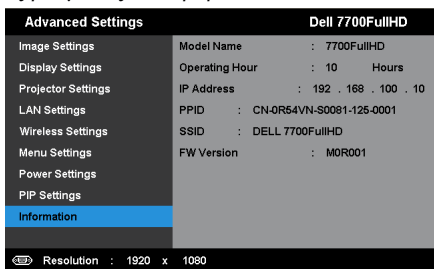 Advanced Settings Dell 7700FullHD
Image Settings
Display Settings
Projector Settings
LAN Settings
Wireless Settings
Menu Settings
Power Settings
PIP Settings
Information
Model Name : 7700FullHD
Operating Hour : 10 Hours
IP Address : 192 . 168 . 100 . 10
PPID : CN-0R54VN-S0081-125-0001
SSID : DELL 7700FullHD
FW Version : M0R001
Resolution : 1920 x 1080